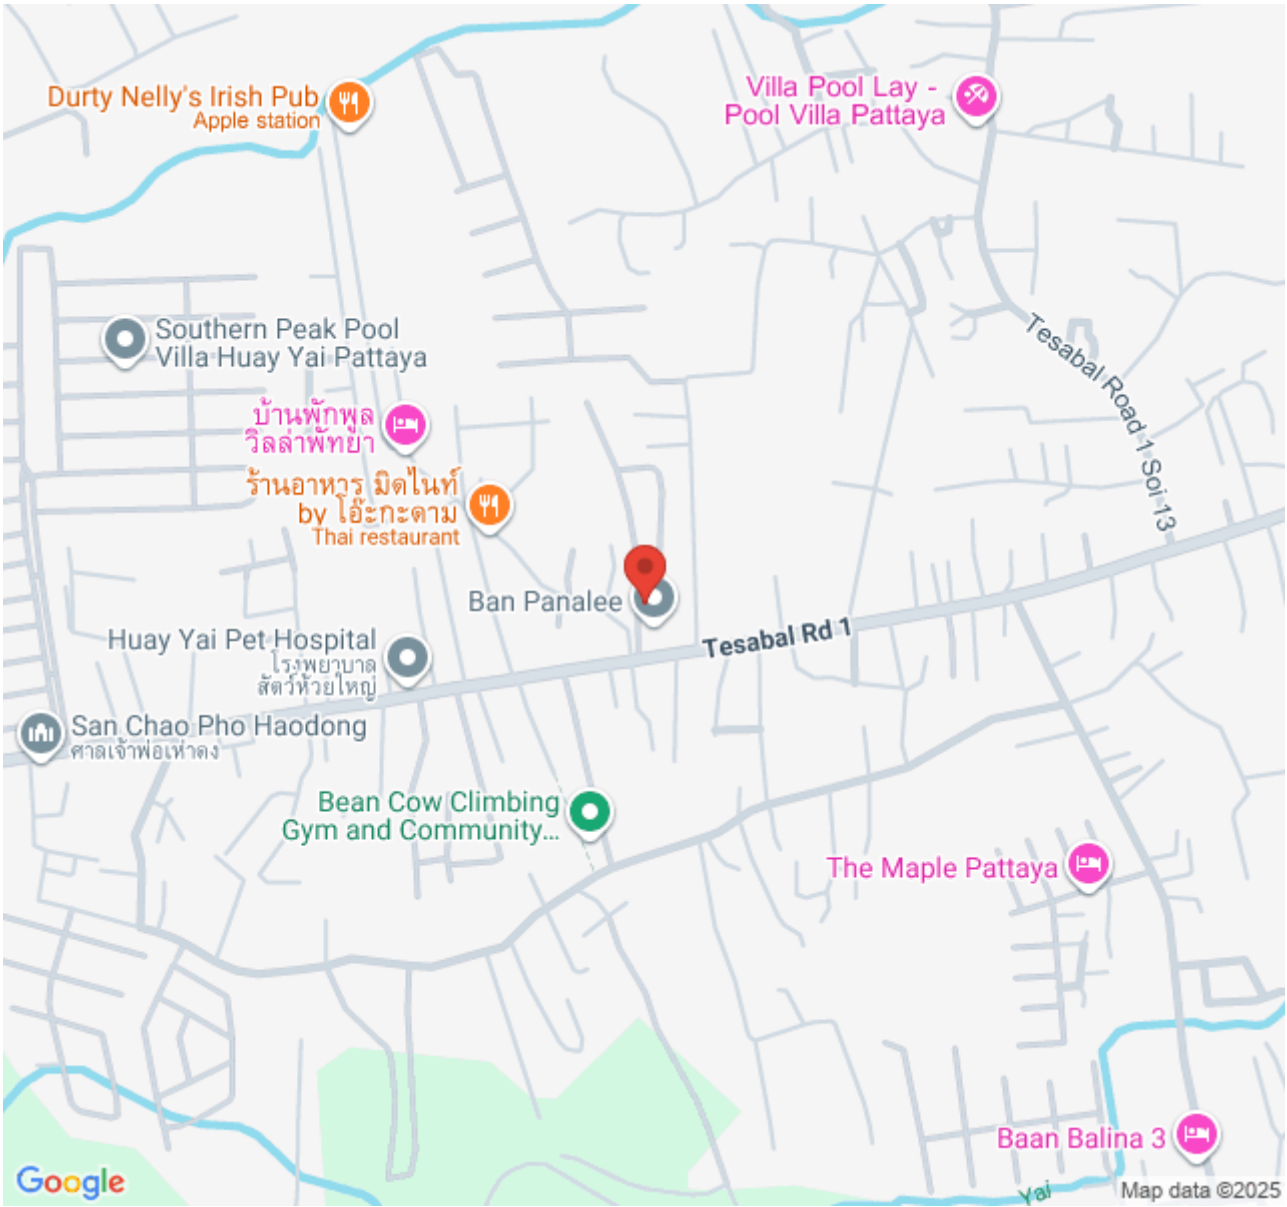 Durty Nelly's Irish Pub
Apple station
Villa Pool Lay -
Pool Villa Pattaya
Southern Peak Pool
Villa Huay Yai Pattaya
Tesabal Road 1 Soi 13
บ้านพักพูล
วิลล่าพัทยา
ร้านอาหาร มิดไนท์
by โอ๊ะกะดาม
Thai restaurant
Ban Panalee
Tesabal Rd 1
Huay Yai Pet Hospital
โรงพยาบาล
สัตว์ห้วยใหญ่
San Chao Pho Haodong
ศาลเจ้าพ่อเห่าดง
Bean Cow Climbing
Gym and Community...
The Maple Pattaya
Baan Balina 3
Yai
Google
Map data ©2025